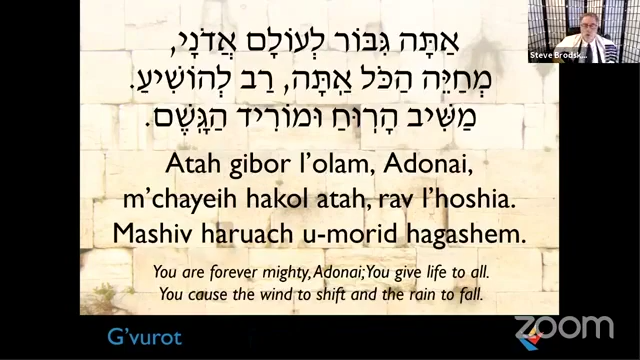 אַתָּה גִּבּוֹר לְעוֹלָם אֲדֹנָי,
מְחַיֵּה הַכֹּל אַתָּה, רַב לְהוֹשִׁיעַ.
מַשִּׁיב הָרֽוּחַ וּמוֹרִיד הַגָּֽשֶׁם.
Atah gibor l'olam, Adonai,
m'chayeih hakol atah, rav l'hoshia.
Mashiv haruach u-morid hagashem.
You are forever mighty, Adonai; You give life to all.
You cause the wind to shift and the rain to fall.
G'vurot
Steve Brodsk...
zoom